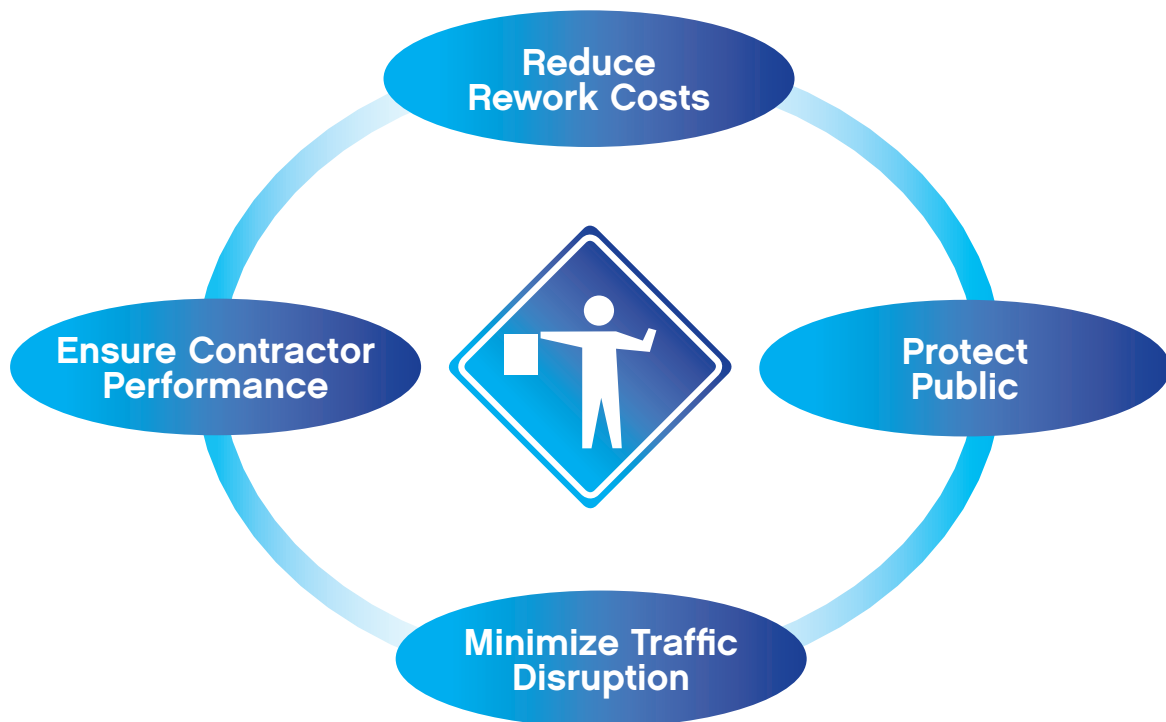 Reduce
Rework Costs
Ensure Contractor
Performance
Protect
Public
Minimize Traffic
Disruption